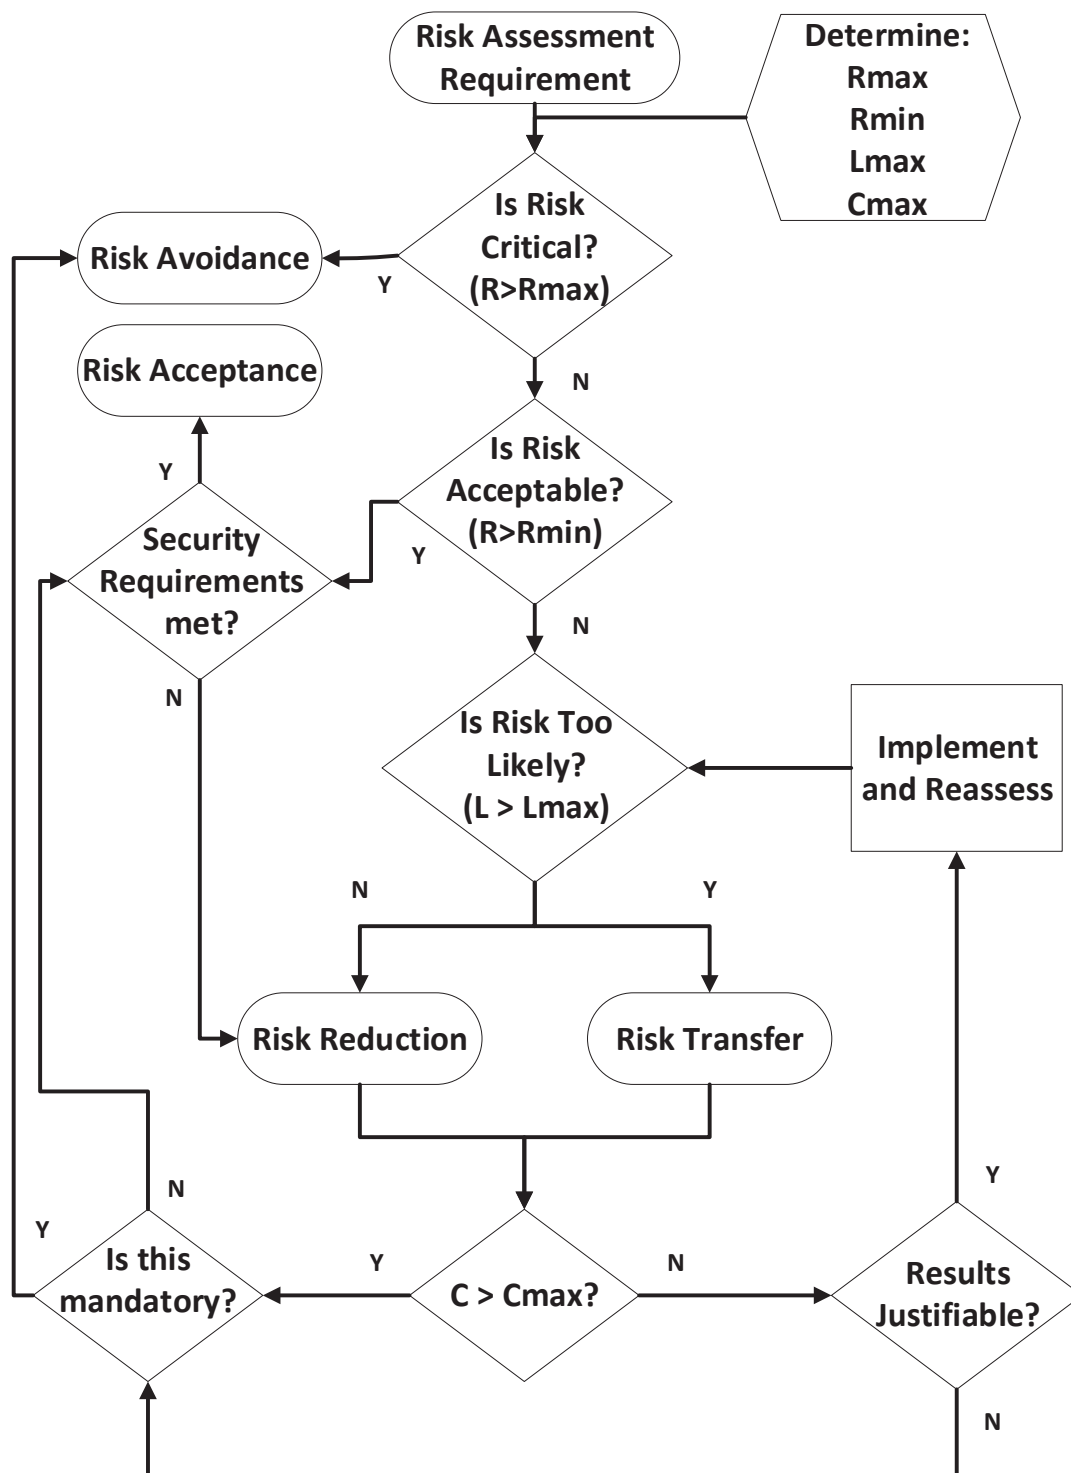 Risk Assessment
Requirement
Determine:
Rmax
Rmin
Lmax
Cmax
Is Risk
Critical?
(R>Rmax)
Risk Avoidance
Y
N
Risk Acceptance
Is Risk
Acceptable?
(R>Rmin)
Y
Y
Security
Requirements
met?
N
N
Is Risk Too
Likely?
(L > Lmax)
Implement
and Reassess
N
Y
Risk Reduction
Risk Transfer
N
Y
Y
Is this
mandatory?
Y
C > Cmax?
N
Results
Justifiable?
N